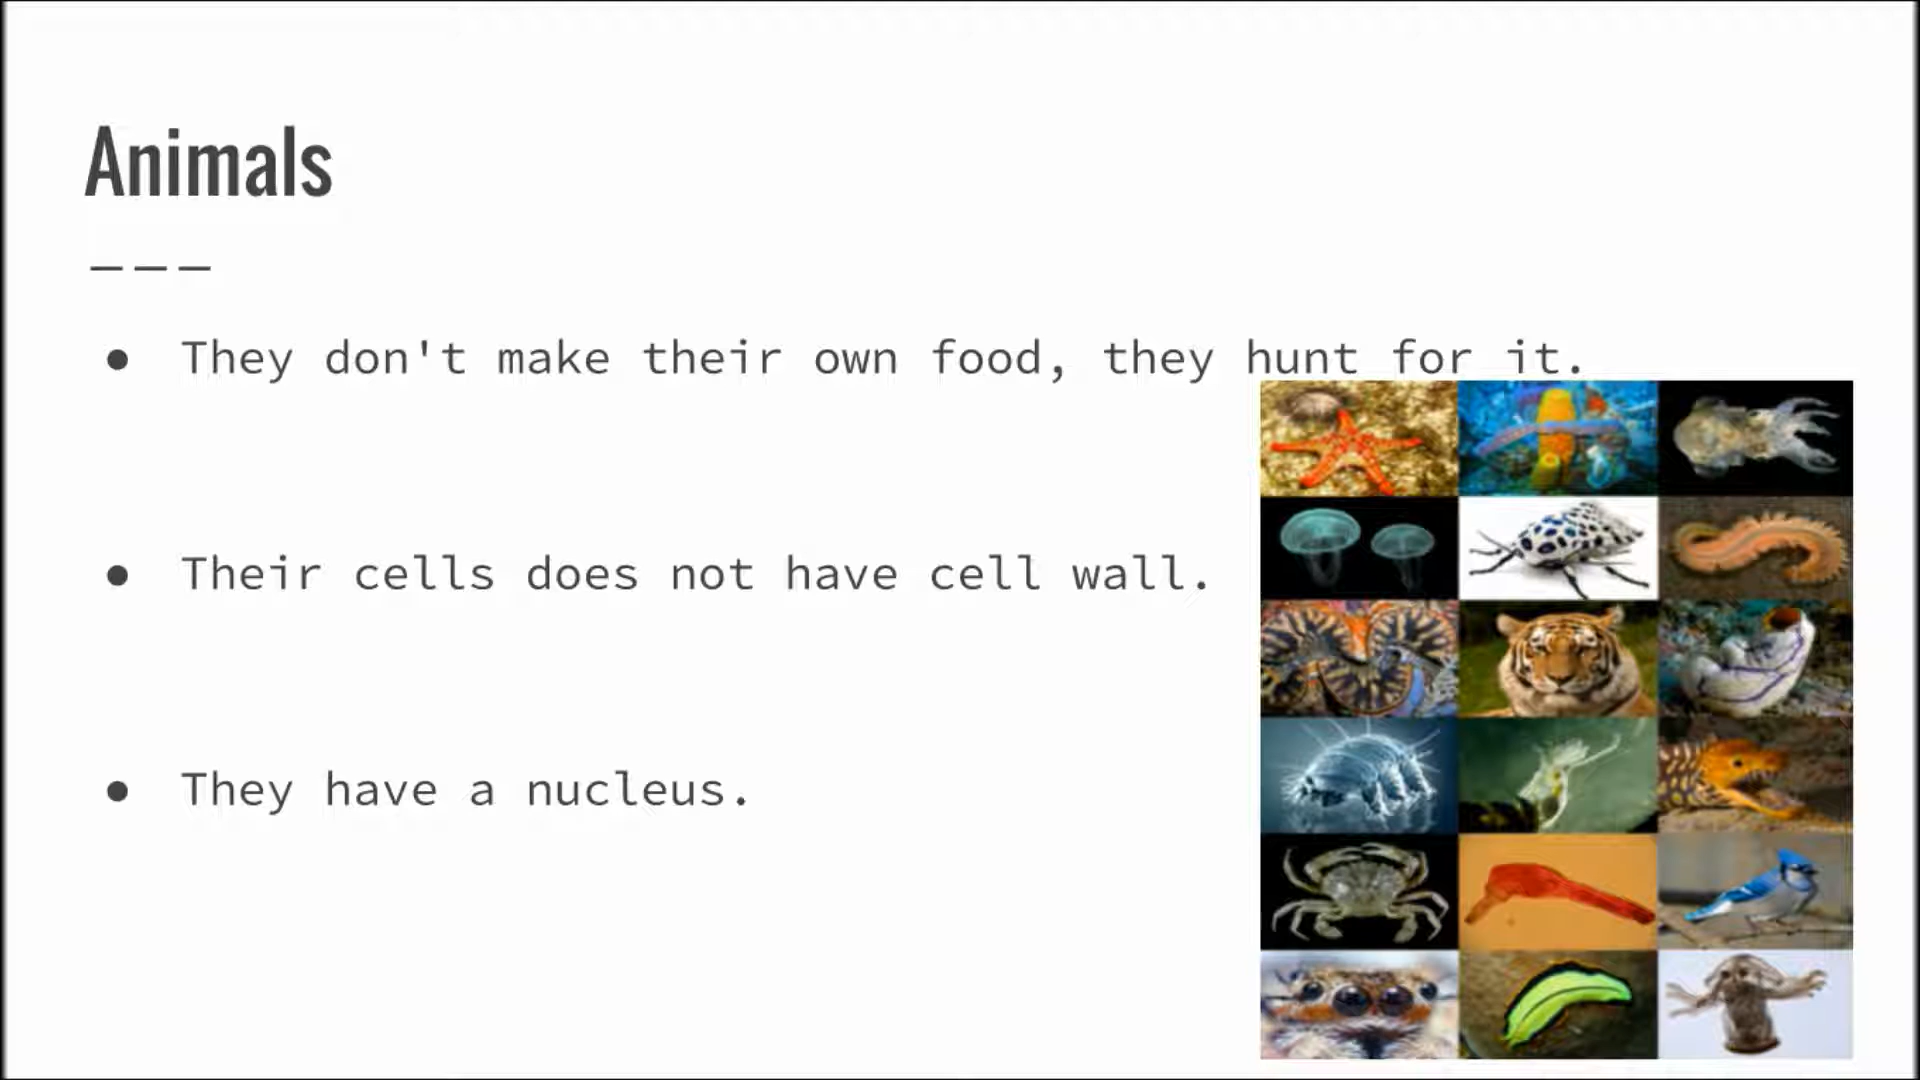 Animals
● They don't make their own food, they hunt for it.
● Their cells does not have cell wall.
● They have a nucleus.